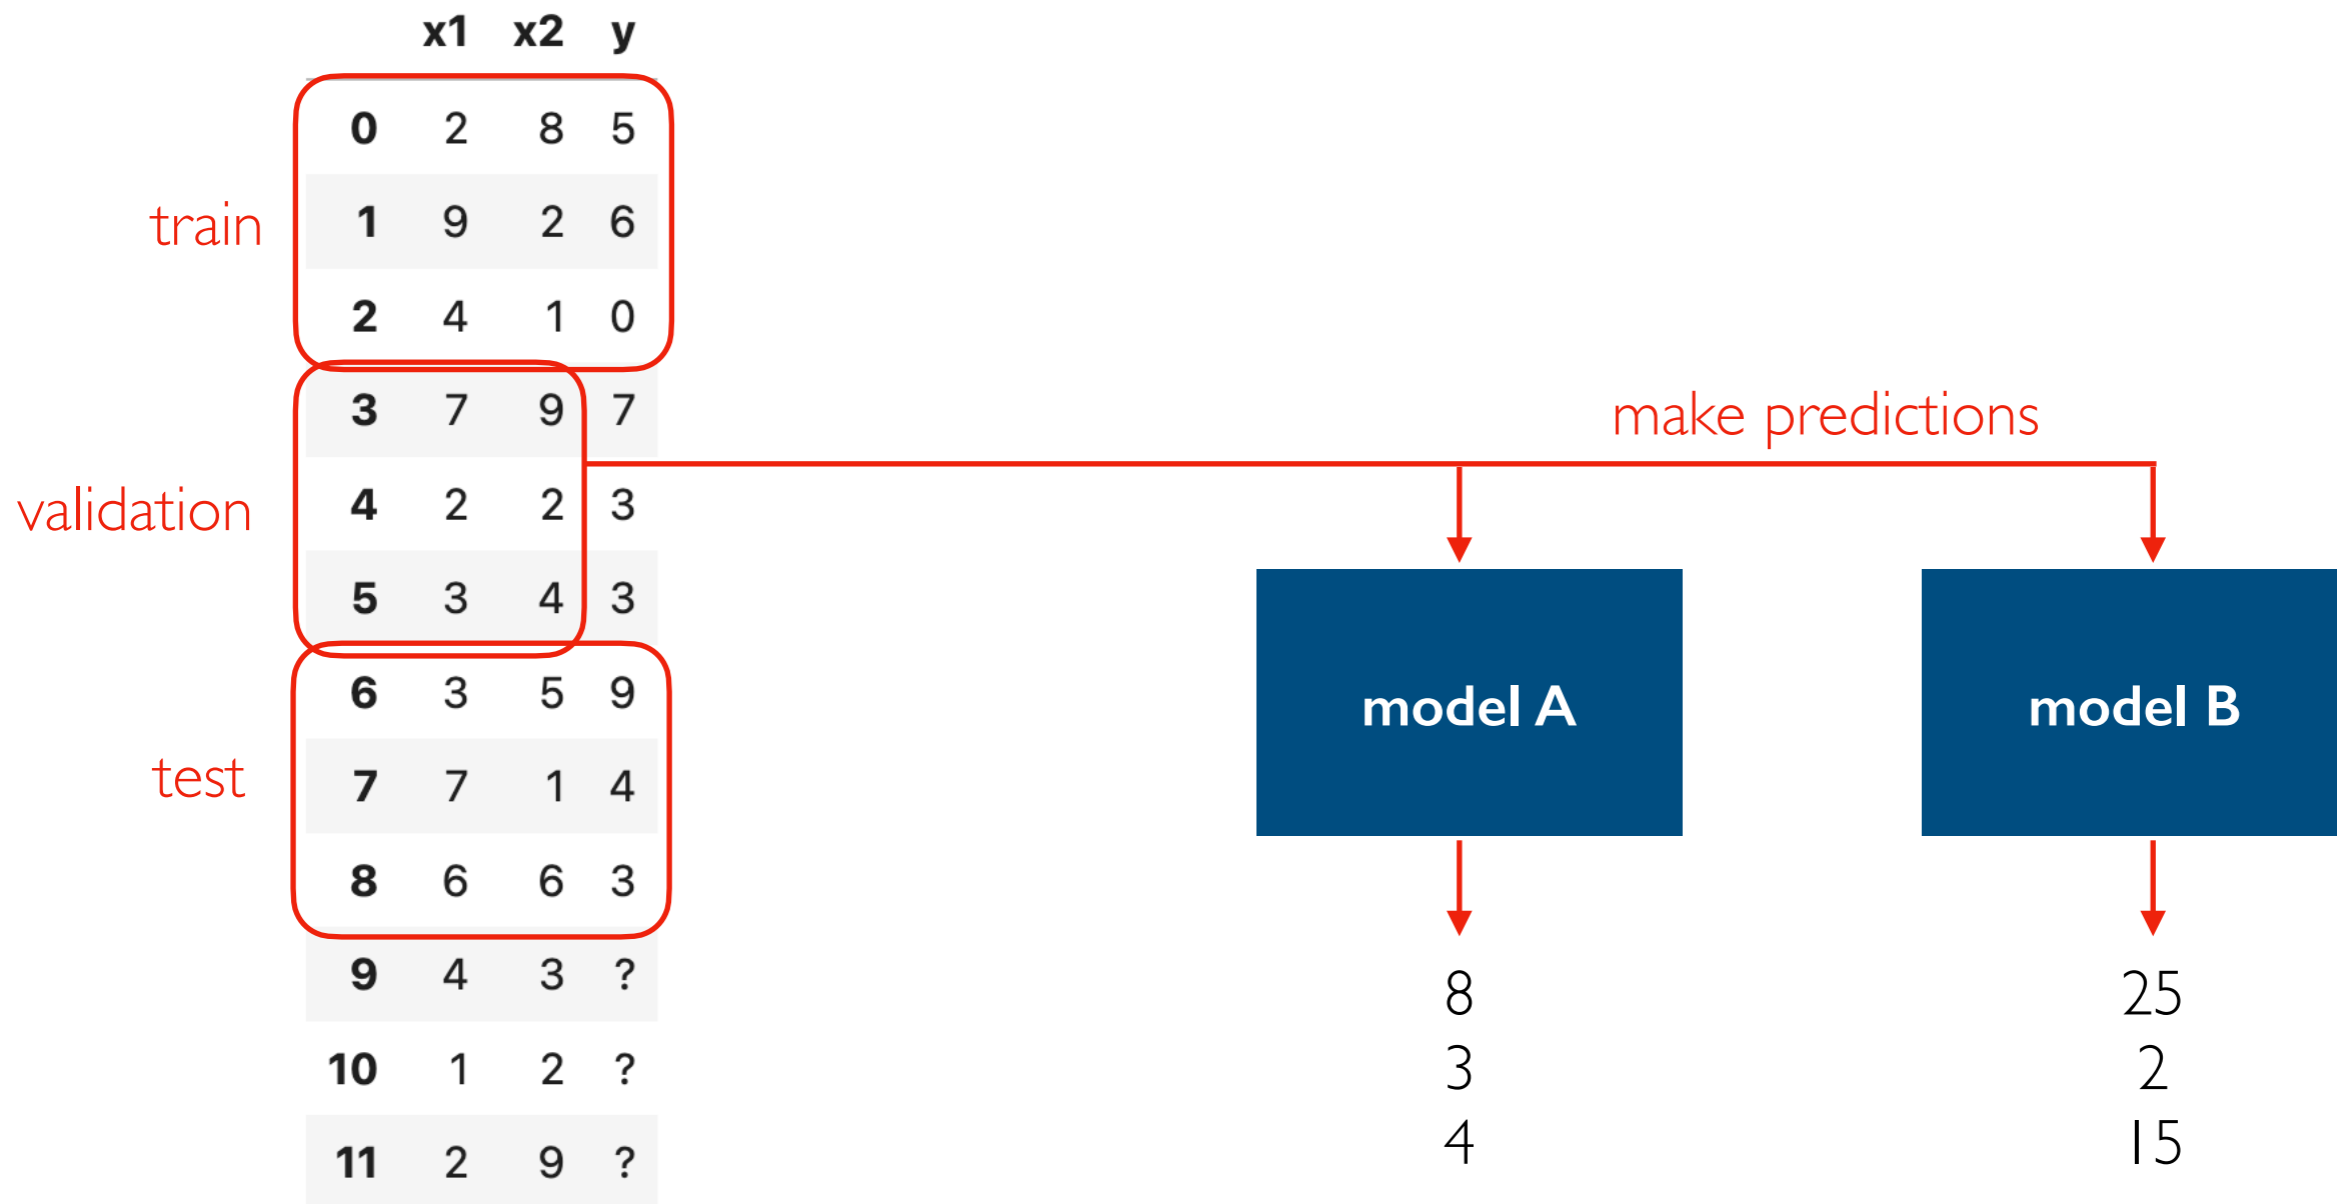 x1 x2 y
0 2 8 5
train
1 9 2 6
2 4 1 0
3 7 9 7
make predictions
validation
4 2 2 3
5 3 4 3
6 3 5 9
model A
model B
test
7 7 1 4
8 6 6 3
9 4 3 ?
10 1 2 ?
11 2 9 ?
8
3
4
25
2
15